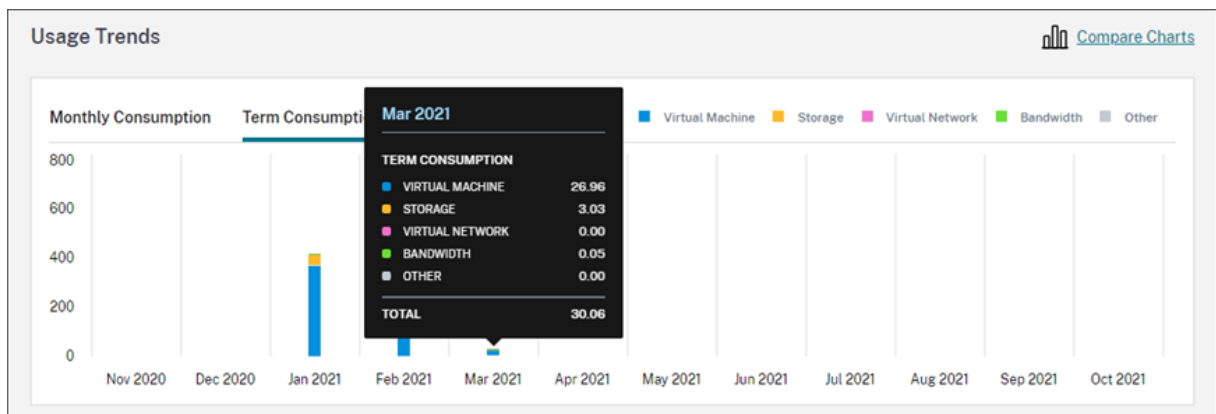 Usage Trends
Compare Charts
Monthly Consumption
Term Consumpti
Mar 2021
Virtual Machine
Storage
Virtual Network
Bandwidth
Other
TERM CONSUMPTION
VIRTUAL MACHINE 26.96
STORAGE 3.03
VIRTUAL NETWORK 0.00
BANDWIDTH 0.05
OTHER 0.00
TOTAL 30.06
800
600
400
200
0
Nov 2020 Dec 2020 Jan 2021 Feb 2021 Mar 2021 Apr 2021 May 2021 Jun 2021 Jul 2021 Aug 2021 Sep 2021 Oct 2021